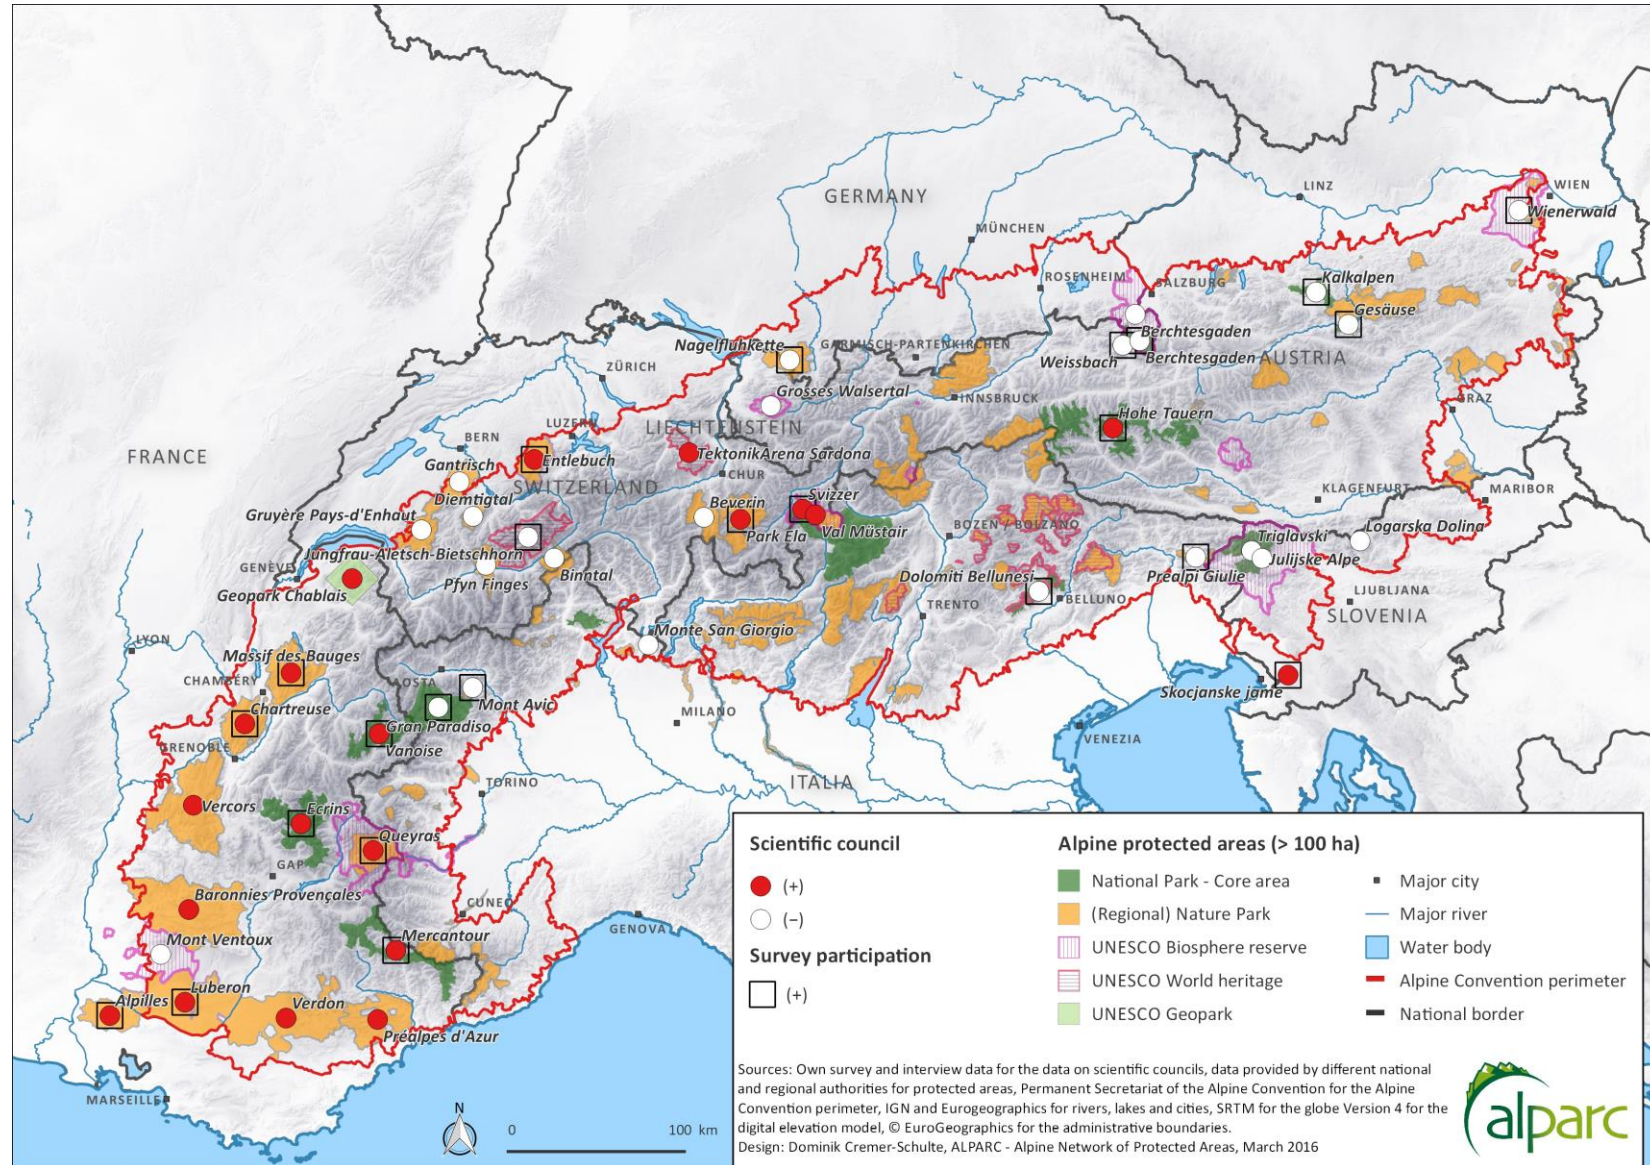 GERMANY
LINZ
WIEN
Wienerwald
MÜNCHEN
ROSENHEIM
SALZBURG
Kalkalpen
Gesäuse
Berchtesgaden
Nagelfluhkette
GARMISCH-PARTENKIRCHEN
Weissbach
Berchtesgaden
AUSTRIA
ZÜRICH
Grosses Walsertal
INNSBRUCK
GRAZ
Hohe Tauern
LUZERN
LIECHTENSTEIN
BERN
FRANCE
Entlebuch
TektonikArena Sardona
Gantrisch
CHUR
SWITZERLAND
Diemtigtal
Beverin
Svizzer
KLAGENFURT
MARIBOR
Gruyère Pays-d'Enhaut
Park Ela
Val Müstair
BOZEN / BOLZANO
Logarska Dolina
Triglavski
Jungfrau-Aletsch-Bietschhorn
Julijske Alpe
Prealpi Giulie
GENÈVE
Pfyn Finges
Binntal
Dolomiti Bellunesi
Geopark Chablais
BELLUNO
LJUBLJANA
TRENTO
SLOVENIA
LYON
Monte San Giorgio
Massif des Bauges
CHAMBÉRY
AOSTA
Skocjanske jame
Mont Avic
Chartreuse
MILANO
Gran Paradiso
VENEZIA
GRENOBLE
Vanoise
TORINO
ITALIA
Vercors
Ecrins
Queyras
GAP
Baronnies Provençales
CUNEO
GENOVA
Mercantour
Mont Ventoux
Luberon
Alpilles
Verdon
Préalpes d'Azur
MARSEILLE
N
0 100 km
Scientific council
(+)
(−)
Survey participation
(+)
Alpine protected areas (> 100 ha)
National Park - Core area
(Regional) Nature Park
UNESCO Biosphere reserve
UNESCO World heritage
UNESCO Geopark
Major city
Major river
Water body
Alpine Convention perimeter
National border
Sources: Own survey and interview data for the data on scientific councils, data provided by different national
and regional authorities for protected areas, Permanent Secretariat of the Alpine Convention for the Alpine
Convention perimeter, IGN and Eurogeographics for rivers, lakes and cities, SRTM for the globe Version 4 for the
digital elevation model, © EuroGeographics for the administrative boundaries.
Design: Dominik Cremer-Schulte, ALPARC - Alpine Network of Protected Areas, March 2016
alparc